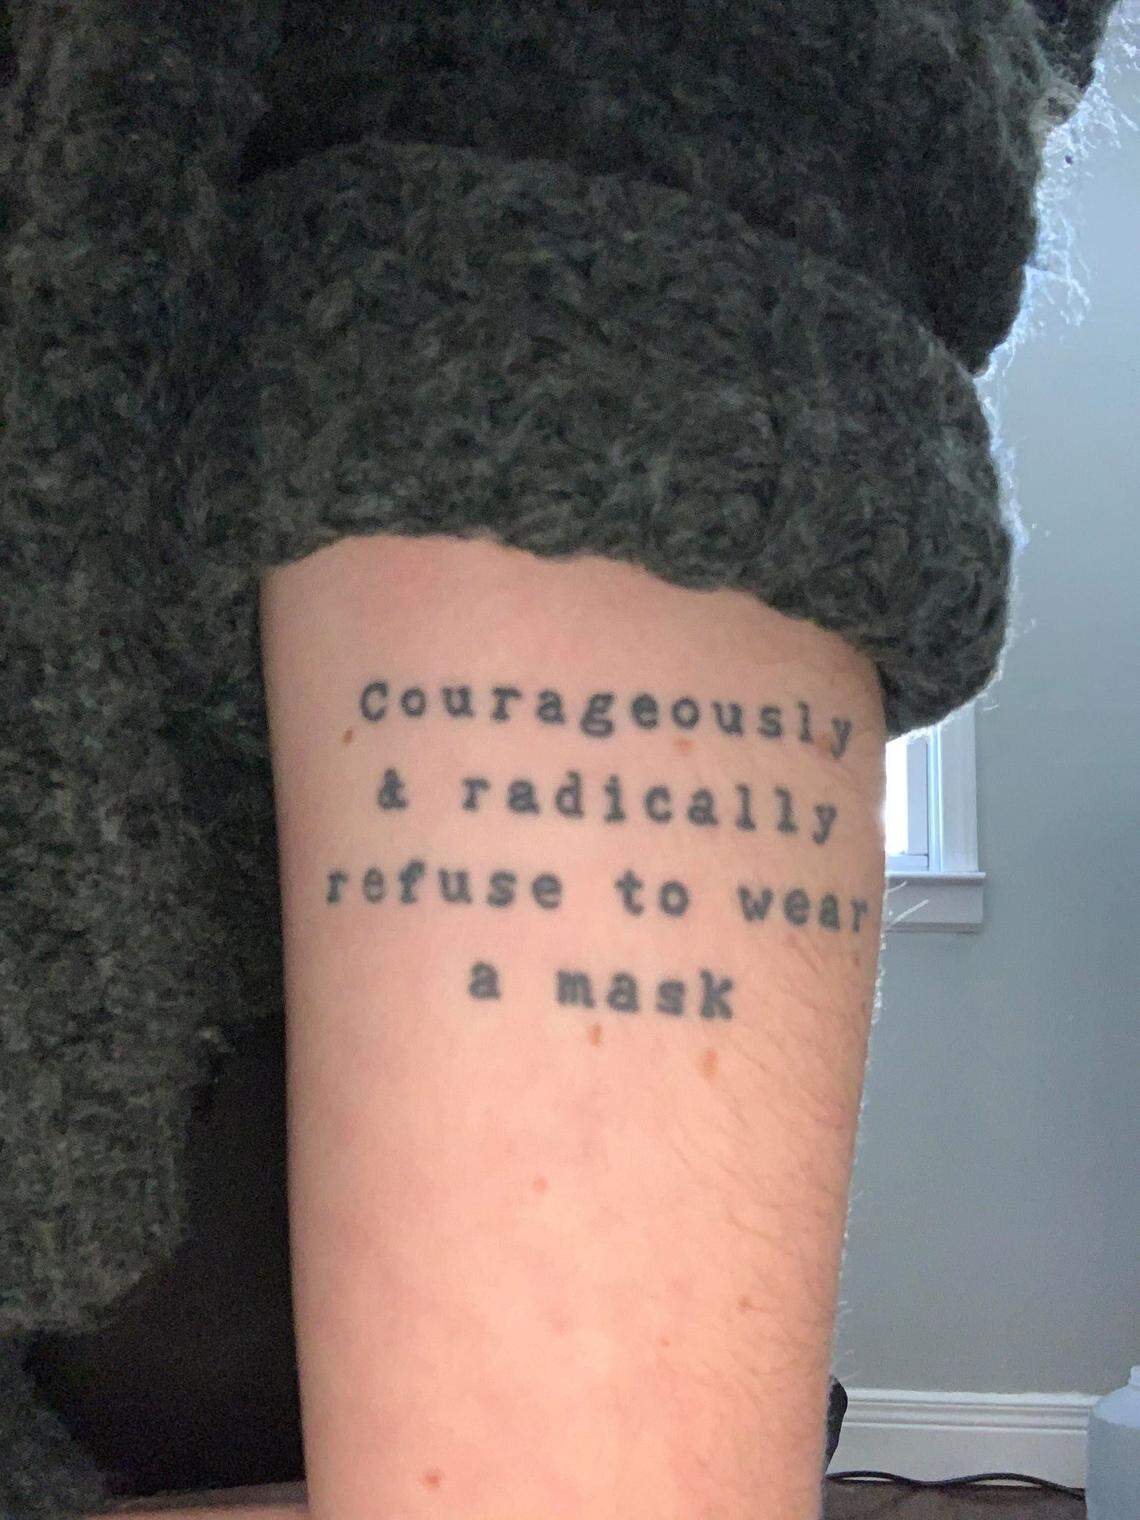 Courageously
& radically
refuse to wear
a mask